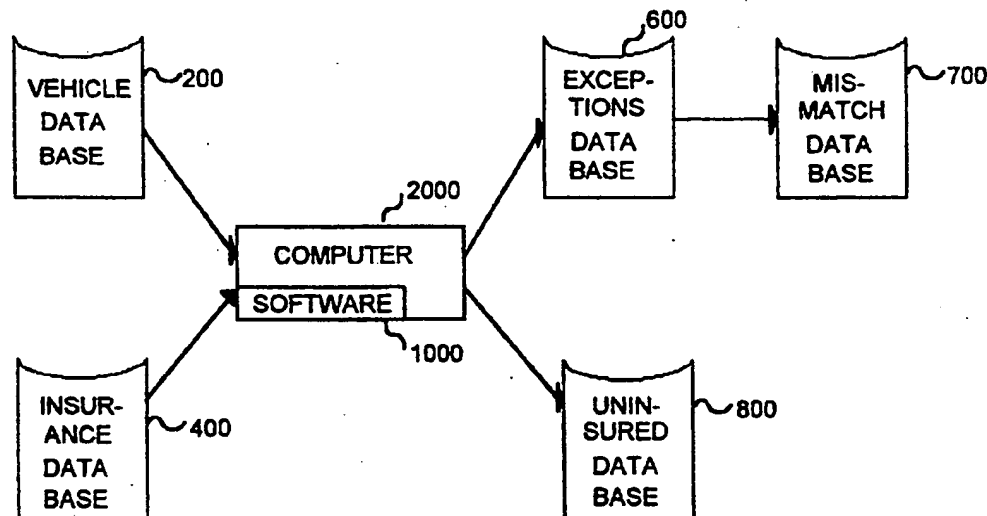 VEHICLE
DATA
BASE
200
INSUR-
ANCE
DATA
BASE
400
2000
COMPUTER
SOFTWARE
1000
600
EXCEP-
TIONS
DATA
BASE
MIS-
MATCH
DATA
BASE
700
UNIN-
SURED
DATA
BASE
800